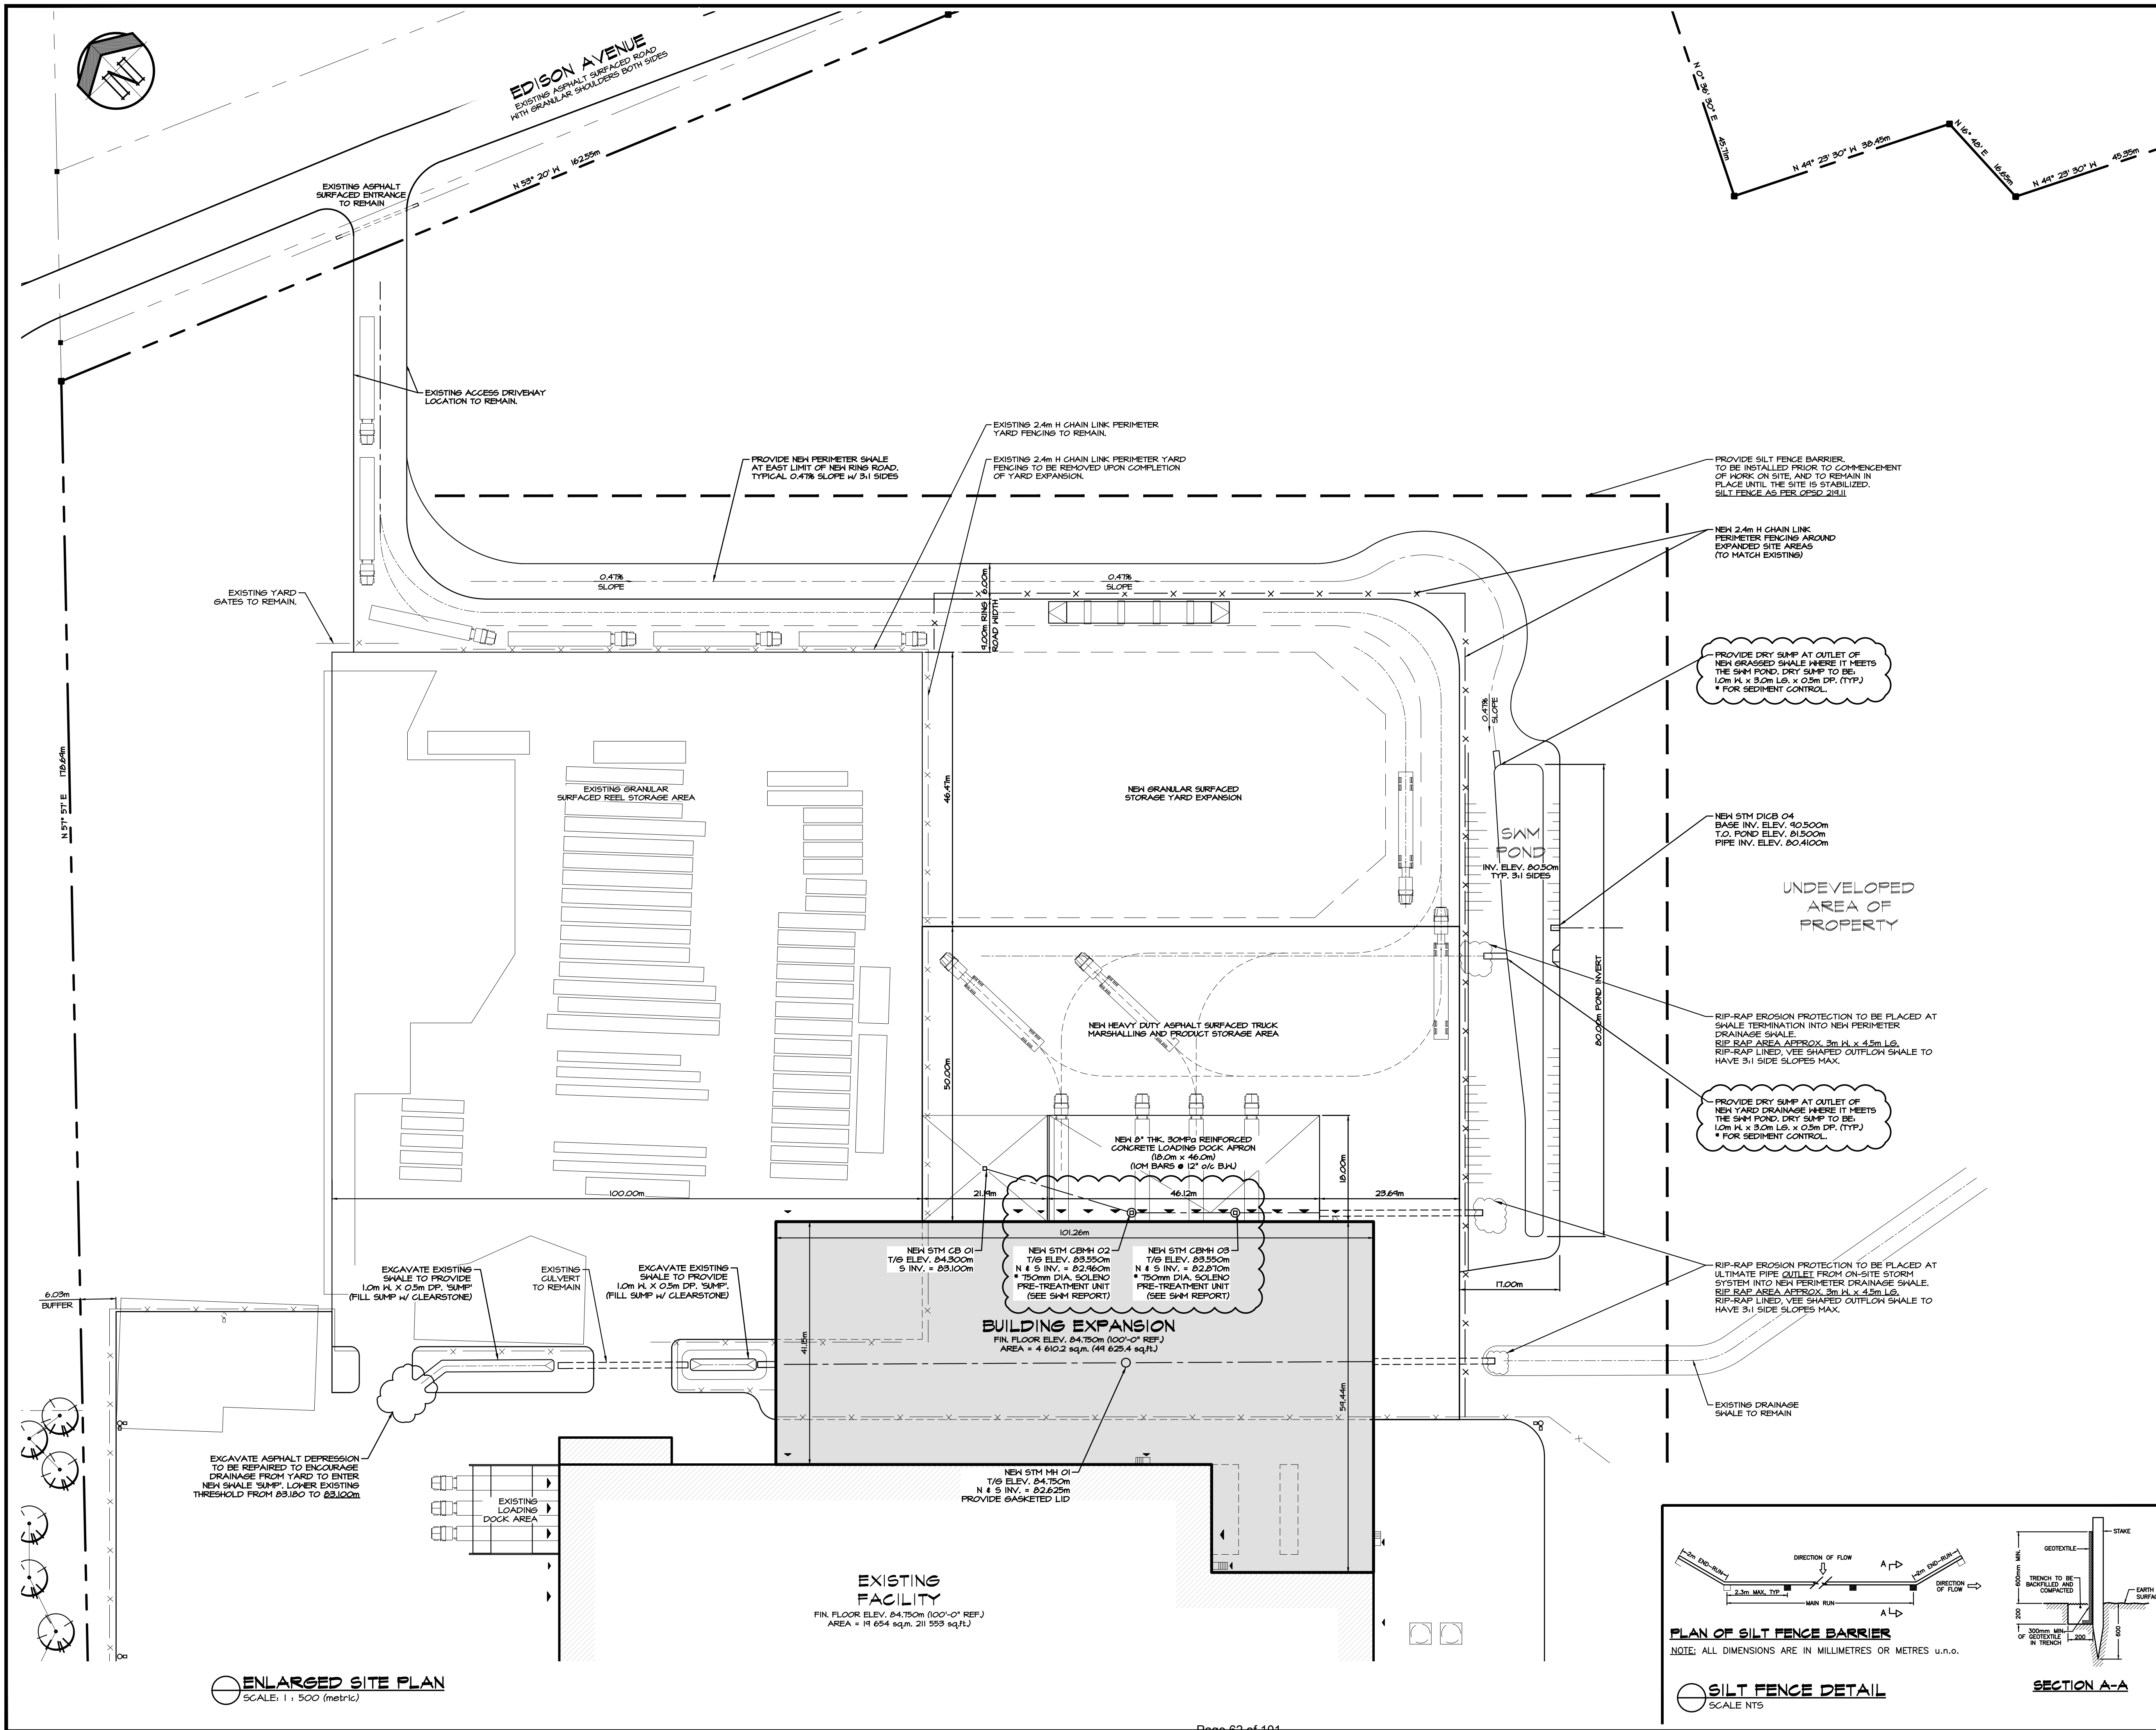 N
EDISON AVENUE
EXISTING ASPHALT SURFACED ROAD
WITH GRANULAR SHOULDERS BOTH SIDES
N 53° 20' W 162.55m
N 0° 36' 30" E 45.71m
N 49° 23' 30" W 38.45m
N 16° 48' E 16.65m
N 49° 23' 30" W 45.35m
EXISTING ASPHALT
SURFACED ENTRANCE
TO REMAIN
EXISTING ACCESS DRIVEWAY
LOCATION TO REMAIN.
EXISTING 2.4m H CHAIN LINK PERIMETER
YARD FENCING TO REMAIN.
PROVIDE NEW PERIMETER SWALE
AT EAST LIMIT OF NEW RING ROAD.
TYPICAL 0.47% SLOPE W/ 3:1 SIDES
EXISTING 2.4m H CHAIN LINK PERIMETER YARD
FENCING TO BE REMOVED UPON COMPLETION
OF YARD EXPANSION.
PROVIDE SILT FENCE BARRIER.
TO BE INSTALLED PRIOR TO COMMENCEMENT
OF WORK ON SITE, AND TO REMAIN IN
PLACE UNTIL THE SITE IS STABILIZED.
SILT FENCE AS PER OPSD 219.11
NEW 2.4m H CHAIN LINK
PERIMETER FENCING AROUND
EXPANDED SITE AREAS
(TO MATCH EXISTING)
0.47%
SLOPE
0.47%
SLOPE
6.00m
9.00m RING
ROAD WIDTH
EXISTING YARD
GATES TO REMAIN.
PROVIDE DRY SUMP AT OUTLET OF
NEW GRASSED SWALE WHERE IT MEETS
THE SWM POND. DRY SUMP TO BE:
1.0m W. x 3.0m LG. x 0.5m DP. (TYP.)
* FOR SEDIMENT CONTROL.
0.47%
SLOPE
N 57° 57' E 178.69m
EXISTING GRANULAR
SURFACED REEL STORAGE AREA
46.47m
NEW GRANULAR SURFACED
STORAGE YARD EXPANSION
SWM
POND
INV. ELEV. 80.50m
TYP. 3:1 SIDES
NEW STM DICB 04
BASE INV. ELEV. 90.500m
T.O. POND ELEV. 81.500m
PIPE INV. ELEV. 80.4100m
UNDEVELOPED
AREA OF
PROPERTY
80.00m POND INVERT
NEW HEAVY DUTY ASPHALT SURFACED TRUCK
MARSHALLING AND PRODUCT STORAGE AREA
50.00m
RIP-RAP EROSION PROTECTION TO BE PLACED AT
SWALE TERMINATION INTO NEW PERIMETER
DRAINAGE SWALE.
RIP RAP AREA APPROX. 3m W. x 4.5m LG.
RIP-RAP LINED, VEE SHAPED OUTFLOW SWALE TO
HAVE 3:1 SIDE SLOPES MAX.
PROVIDE DRY SUMP AT OUTLET OF
NEW YARD DRAINAGE WHERE IT MEETS
THE SWM POND. DRY SUMP TO BE:
1.0m W. x 3.0m LG. x 0.5m DP. (TYP.)
* FOR SEDIMENT CONTROL.
NEW 8" THK. 30MPa REINFORCED
CONCRETE LOADING DOCK APRON
(18.0m x 46.0m)
(10M BARS @ 12" o/c B.W.)
18.00m
100.00m
21.19m
46.12m
23.69m
101.26m
NEW STM CB 01
T/G ELEV. 84.300m
S INV. = 83.100m
NEW STM CBMH 02
T/G ELEV. 83.550m
N & S INV. = 82.960m
* 750mm DIA. SOLENO
PRE-TREATMENT UNIT
(SEE SWM REPORT)
NEW STM CBMH 03
T/G ELEV. 83.550m
N & S INV. = 82.870m
* 750mm DIA. SOLENO
PRE-TREATMENT UNIT
(SEE SWM REPORT)
17.00m
6.03m
BUFFER
EXCAVATE EXISTING
SWALE TO PROVIDE
1.0m W. X 0.5m DP. 'SUMP'.
(FILL SUMP W/ CLEARSTONE)
EXISTING
CULVERT
TO REMAIN
EXCAVATE EXISTING
SWALE TO PROVIDE
1.0m W. X 0.5m DP. 'SUMP'.
(FILL SUMP W/ CLEARSTONE)
RIP-RAP EROSION PROTECTION TO BE PLACED AT
ULTIMATE PIPE OUTLET FROM ON-SITE STORM
SYSTEM INTO NEW PERIMETER DRAINAGE SWALE.
RIP RAP AREA APPROX. 3m W. x 4.5m LG.
RIP-RAP LINED, VEE SHAPED OUTFLOW SWALE TO
HAVE 3:1 SIDE SLOPES MAX.
BUILDING EXPANSION
FIN. FLOOR ELEV. 84.750m (100'-0" REF.)
AREA = 4 610.2 sq.m. (49 625.4 sq.ft.)
41.15m
59.44m
EXISTING DRAINAGE
SWALE TO REMAIN
EXCAVATE ASPHALT DEPRESSION
TO BE REPAIRED TO ENCOURAGE
DRAINAGE FROM YARD TO ENTER
NEW SWALE 'SUMP'. LOWER EXISTING
THRESHOLD FROM 83.180 TO 83.100m
NEW STM MH 01
T/G ELEV. 84.750m
N & S INV. = 82.625m
PROVIDE GASKETED LID
EXISTING
LOADING
DOCK AREA
EXISTING
FACILITY
FIN. FLOOR ELEV. 84.750m (100'-0" REF.)
AREA = 19 654 sq.m. 211 553 sq.ft.)
ENLARGED SITE PLAN
SCALE: 1 : 500 (metric)
2m END-RUN
DIRECTION OF FLOW
A
2m END-RUN
DIRECTION
OF FLOW
2.3m MAX. TYP
MAIN RUN
A
PLAN OF SILT FENCE BARRIER
NOTE: ALL DIMENSIONS ARE IN MILLIMETRES OR METRES u.n.o.
SILT FENCE DETAIL
SCALE NTS
STAKE
GEOTEXTILE
600mm MIN.
TRENCH TO BE
BACKFILLED AND
COMPACTED
EARTH
200
300mm MIN.
OF GEOTEXTILE
IN TRENCH
200
600
SECTION A-A
Page 62 of 101